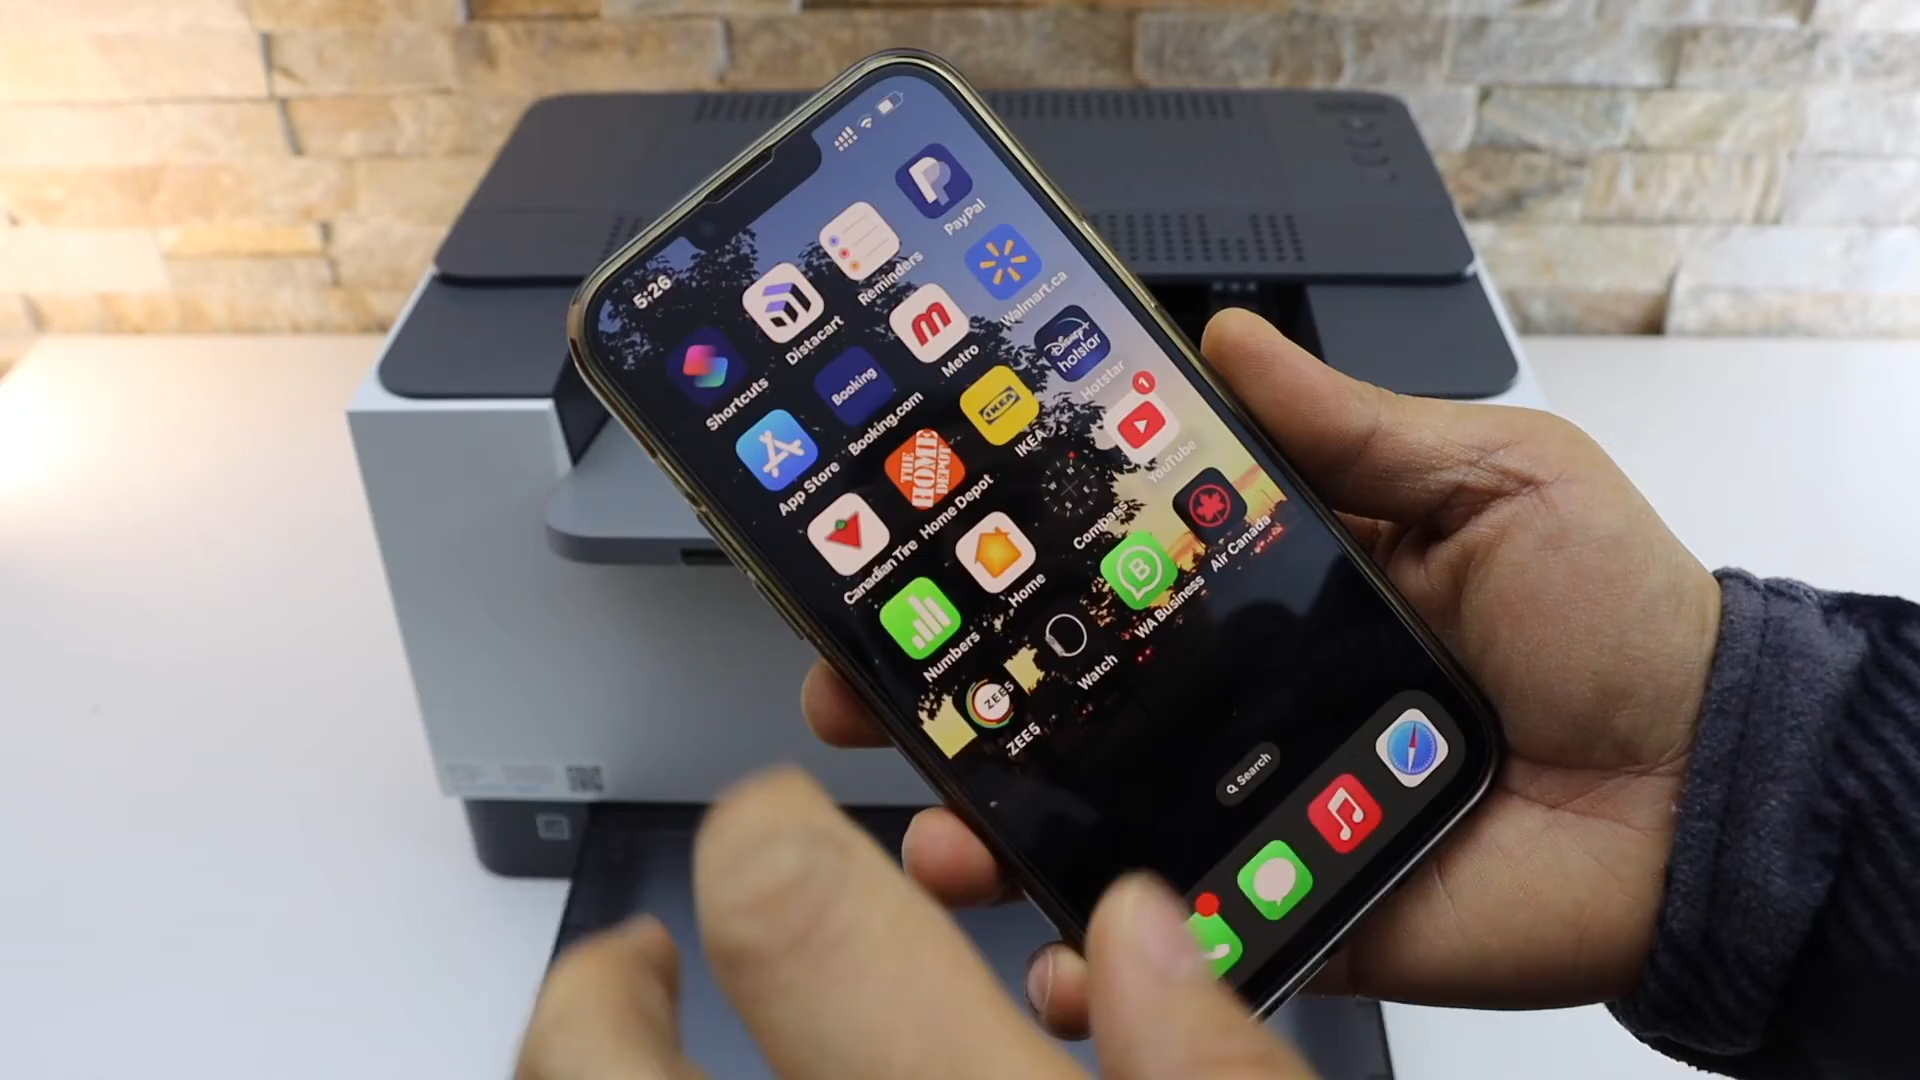 5:26
Shortcuts
Distacart
Reminders
PayPal
App Store
Booking
Booking.com
Metro
Walmart.ca
Canadian Tire
THE HOME DEPOT
Home Depot
IKEA
IKEA
Disney+ hotstar
Hotstar
1
Numbers
Home
N
W
E
S
Compass
YouTube
ZEE5
ZEE5
Watch
B
WA Business
Air Canada
Search